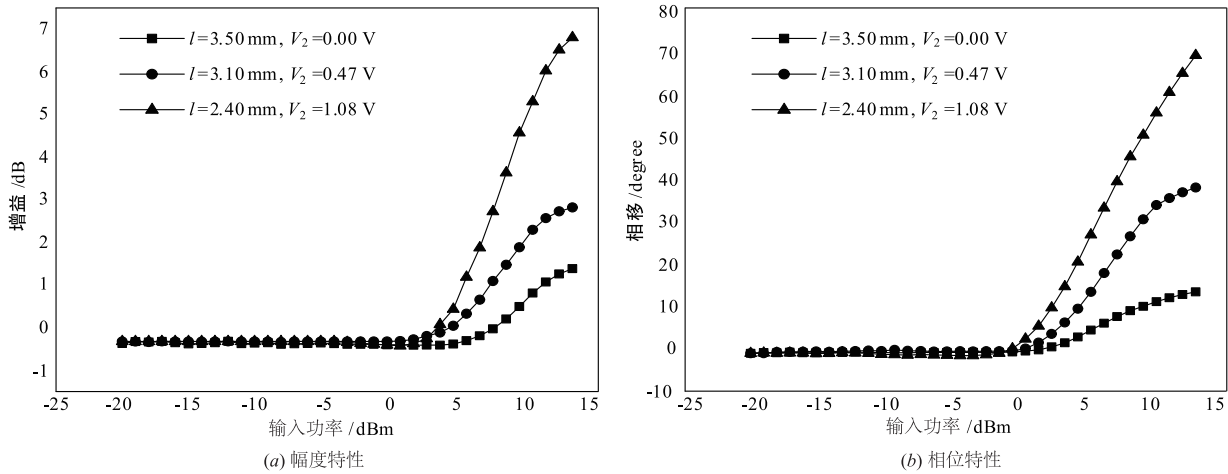 7
6
5
4
3
2
1
0
-1
增益 /dB
l=3.50 mm, V2=0.00 V
l=3.10 mm, V2=0.47 V
l=2.40 mm, V2=1.08 V
-25 -20 -15 -10 -5 0 5 10 15
输入功率 /dBm
(a) 幅度特性
80
70
60
50
40
30
20
10
0
-10
相移 /degree
l=3.50 mm, V2=0.00 V
l=3.10 mm, V2=0.47 V
l=2.40 mm, V2=1.08 V
-25 -20 -15 -10 -5 0 5 10 15
输入功率 /dBm
(b) 相位特性